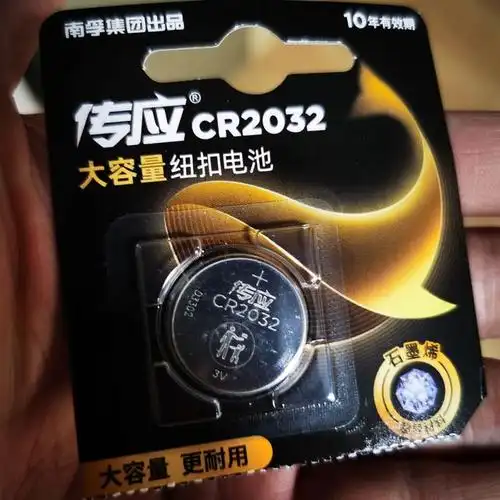 南孚集团出品
10年有效期
传应® CR2032
大容量纽扣电池
+
传应
CR2032
3V
石墨烯
大容量 更耐用